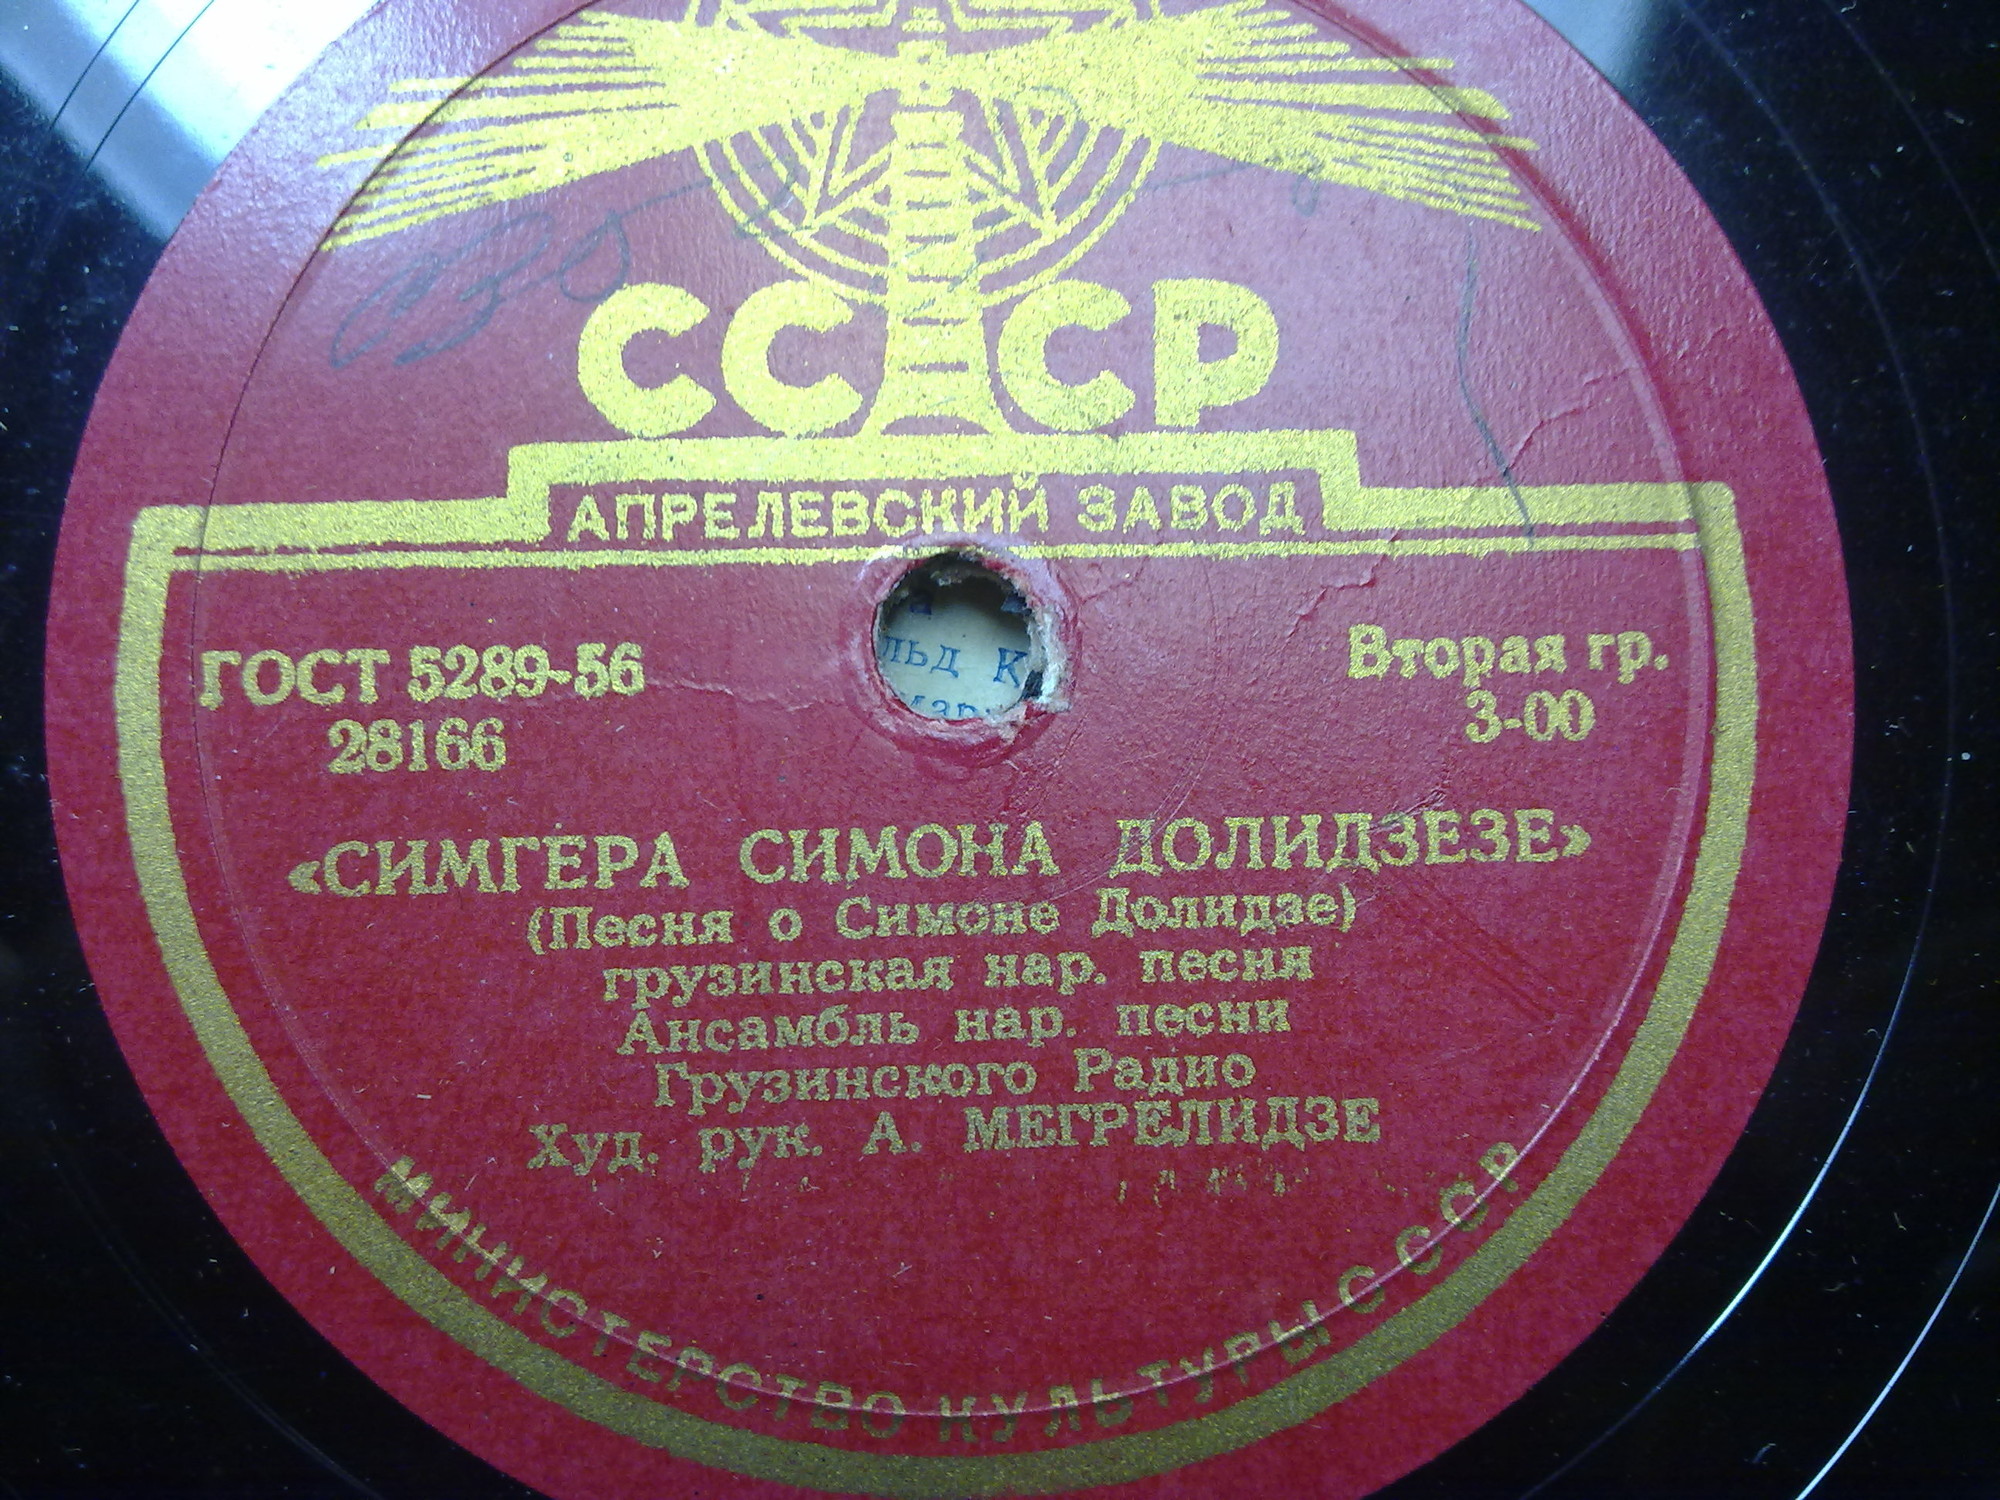 СССР
АПРЕЛЕВСКИЙ ЗАВОД
ГОСТ 5289-56
28166
Вторая гр.
3-00
«СИМГЕРА СИМОНА ДОЛИДЗЕЗЕ»
(Песня о Симоне Долидзе)
грузинская нар. песня
Ансамбль нар. песни
Грузинского Радио
Худ. рук. А. МЕГРЕЛИДЗЕ
МИНИСТЕРСТВО КУЛЬТУРЫ СССР